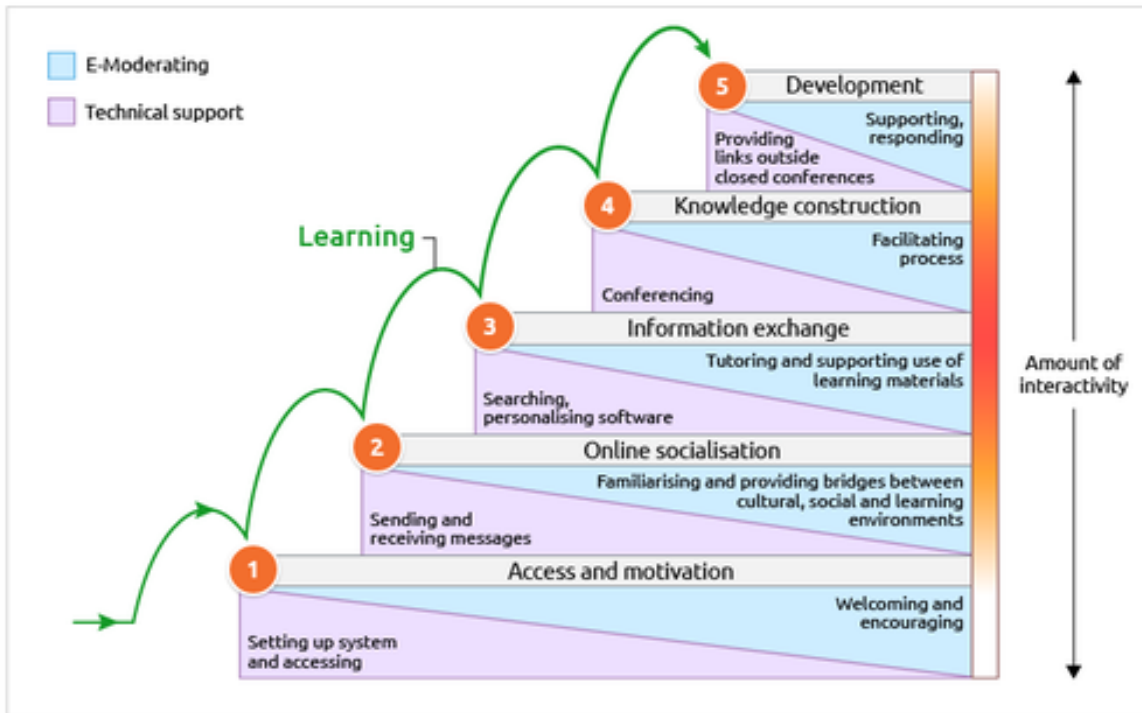 E-Moderating
Technical support
Learning
5
Development
Supporting,
responding
Providing
links outside
closed conferences
4
Knowledge construction
Facilitating
process
Conferencing
3
Information exchange
Tutoring and supporting use of
learning materials
Searching,
personalising software
2
Online socialisation
Familiarising and providing bridges between
cultural, social and learning
environments
Sending and
receiving messages
1
Access and motivation
Welcoming and
encouraging
Setting up system
and accessing
Amount of
interactivity